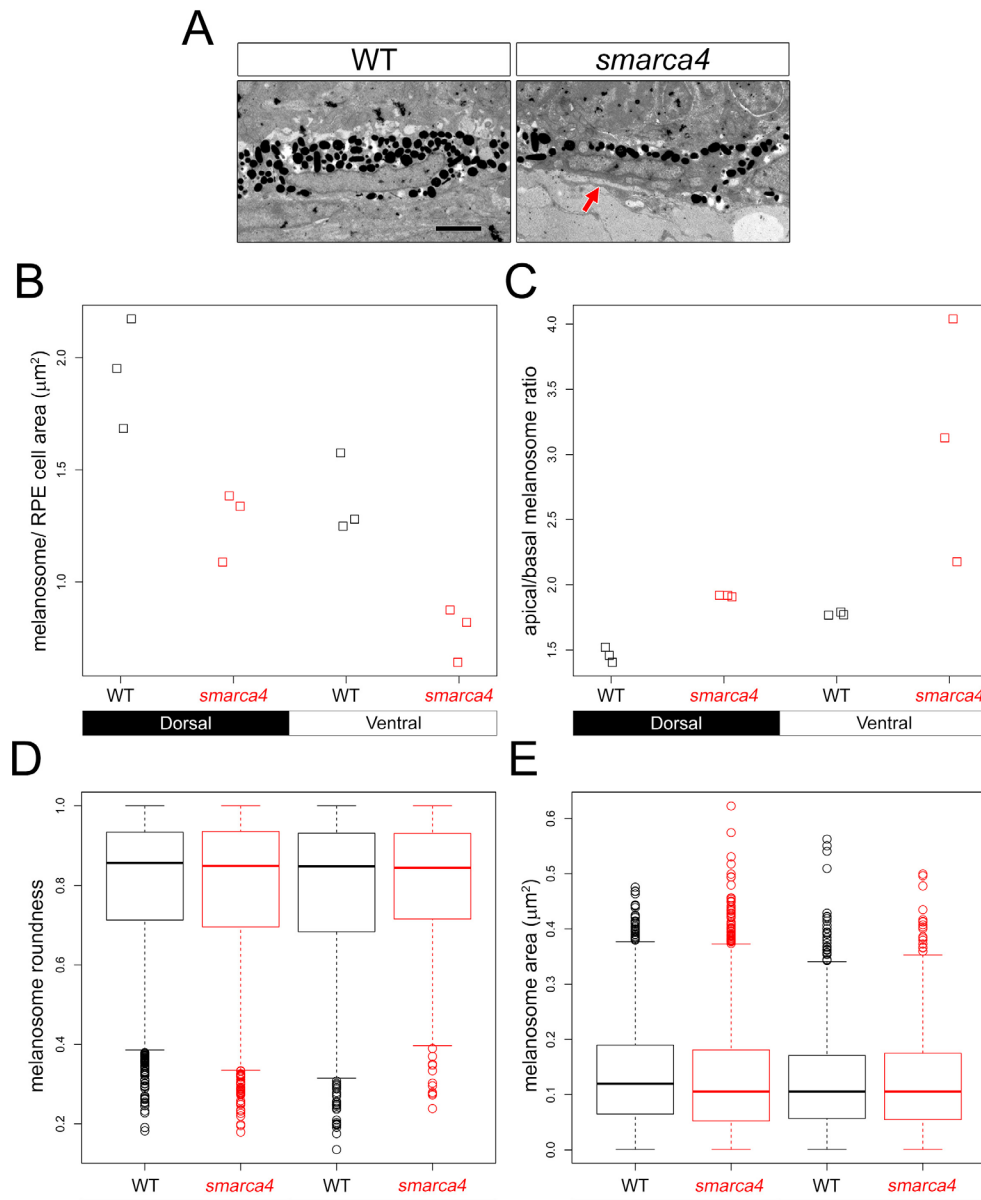 A
WT smarca4
B
melanosome/ RPE cell area (μm²)
2.0
1.5
1.0
WT smarca4 WT smarca4
Dorsal Ventral
C
apical/basal melanosome ratio
4.0
3.5
3.0
2.5
2.0
1.5
WT smarca4 WT smarca4
Dorsal Ventral
D
melanosome roundness
1.0
0.8
0.6
0.4
0.2
WT smarca4 WT smarca4
E
melanosome area (μm²)
0.6
0.5
0.4
0.3
0.2
0.1
0.0
WT smarca4 WT smarca4